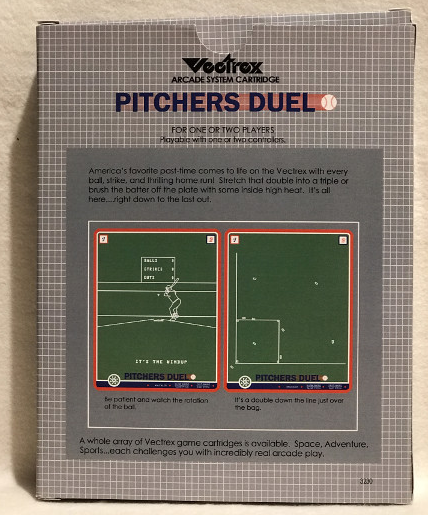 Vectrex
ARCADE SYSTEM CARTRIDGE
PITCHERS DUEL
FOR ONE OR TWO PLAYERS
Playable with one or two controllers.
America's favorite past-time comes to life on the Vectrex with every
ball, strike, and thrilling home run! Stretch that double into a triple or
brush the batter off the plate with some inside high heat. It's all
here...right down to the last out.
BALLS
STRIKES
OUTS
IT'S THE WINDUP
PITCHERS DUEL
PITCHERS DUEL
Be patient and watch the rotation
of the ball.
It's a double down the line just over
the bag.
A whole array of Vectrex game cartridges is available. Space, Adventure,
Sports...each challenges you with incredibly real arcade play.
3230